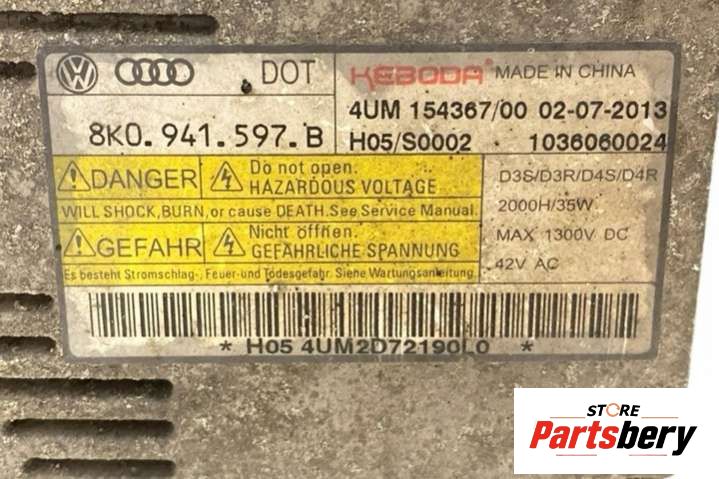 DOT KEBODA MADE IN CHINA
8K0.941.597.B
4UM 154367/00 02-07-2013
H05/S0002 1036060024
DANGER
Do not open.
HAZARDOUS VOLTAGE
WILL SHOCK, BURN, or cause DEATH. See Service Manual.
GEFAHR
Nicht öffnen.
GEFÄHRLICHE SPANNUNG
Es besteht Stromschlag-, Feuer-und Todesgefahr. Siehe Wartungsanleitung.
D3S/D3R/D4S/D4R
2000H/35W
MAX 1300V DC
42V AC
* H05 4UM2D72190L0 *
STORE
Partsbery